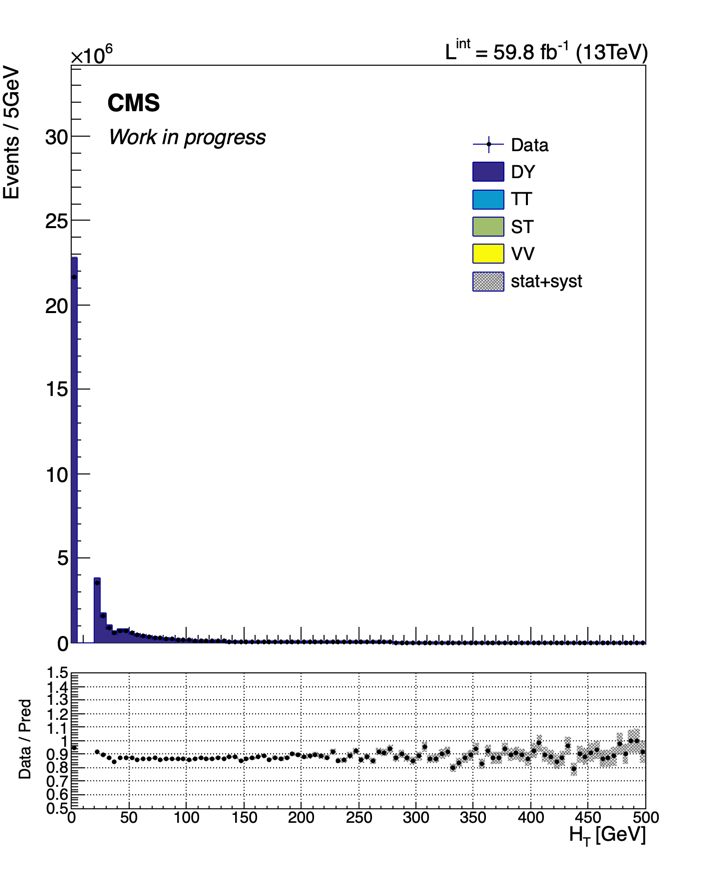 ×10⁶
Lⁱⁿᵗ = 59.8 fb⁻¹ (13TeV)
Events / 5GeV
CMS
Work in progress
Data
DY
TT
ST
VV
stat+syst
30
25
20
15
10
5
0
Data / Pred
1.5
1.4
1.3
1.2
1.1
1
0.9
0.8
0.7
0.6
0.5
0 50 100 150 200 250 300 350 400 450 500
H_T [GeV]